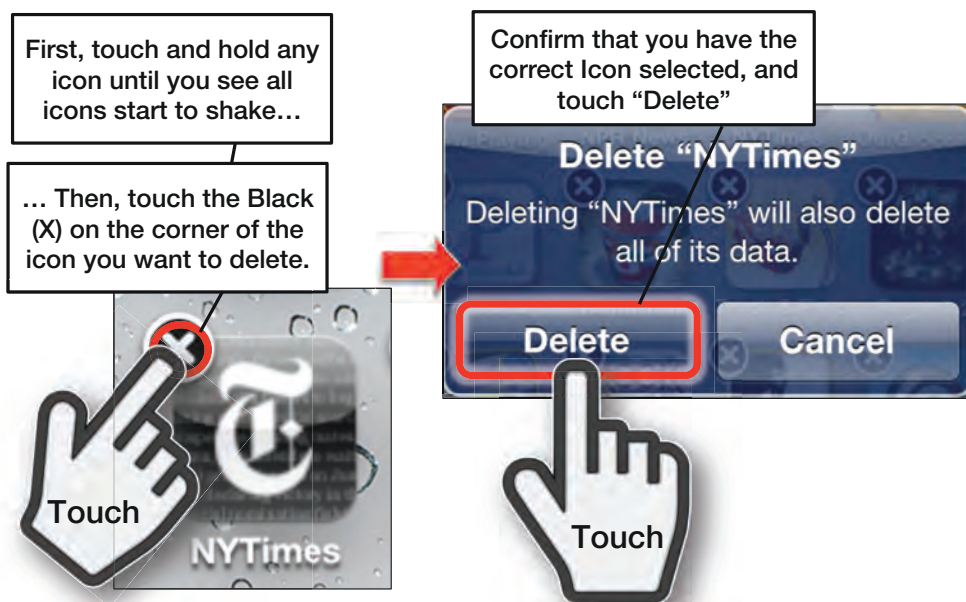 First, touch and hold any
icon until you see all
icons start to shake…
… Then, touch the Black
(X) on the corner of the
icon you want to delete.
Touch
NYTimes
Confirm that you have the
correct Icon selected, and
touch “Delete”
Delete “NYTimes”
Deleting “NYTimes” will also delete
all of its data.
Delete
Cancel
Touch